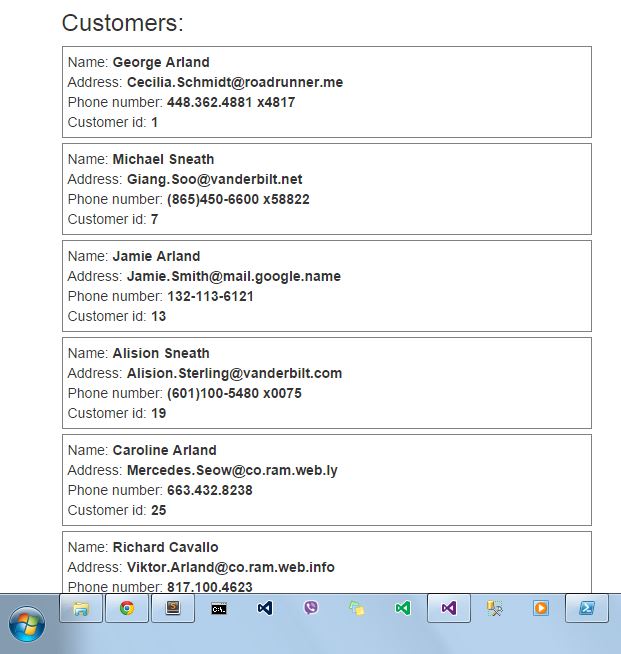 Customers:
Name: George Arland
Address: Cecilia.Schmidt@roadrunner.me
Phone number: 448.362.4881 x4817
Customer id: 1
Name: Michael Sneath
Address: Giang.Soo@vanderbilt.net
Phone number: (865)450-6600 x58822
Customer id: 7
Name: Jamie Arland
Address: Jamie.Smith@mail.google.name
Phone number: 132-113-6121
Customer id: 13
Name: Alision Sneath
Address: Alision.Sterling@vanderbilt.com
Phone number: (601)100-5480 x0075
Customer id: 19
Name: Caroline Arland
Address: Mercedes.Seow@co.ram.web.ly
Phone number: 663.432.8238
Customer id: 25
Name: Richard Cavallo
Address: Viktor.Arland@co.ram.web.info
Phone number: 817.100.4623